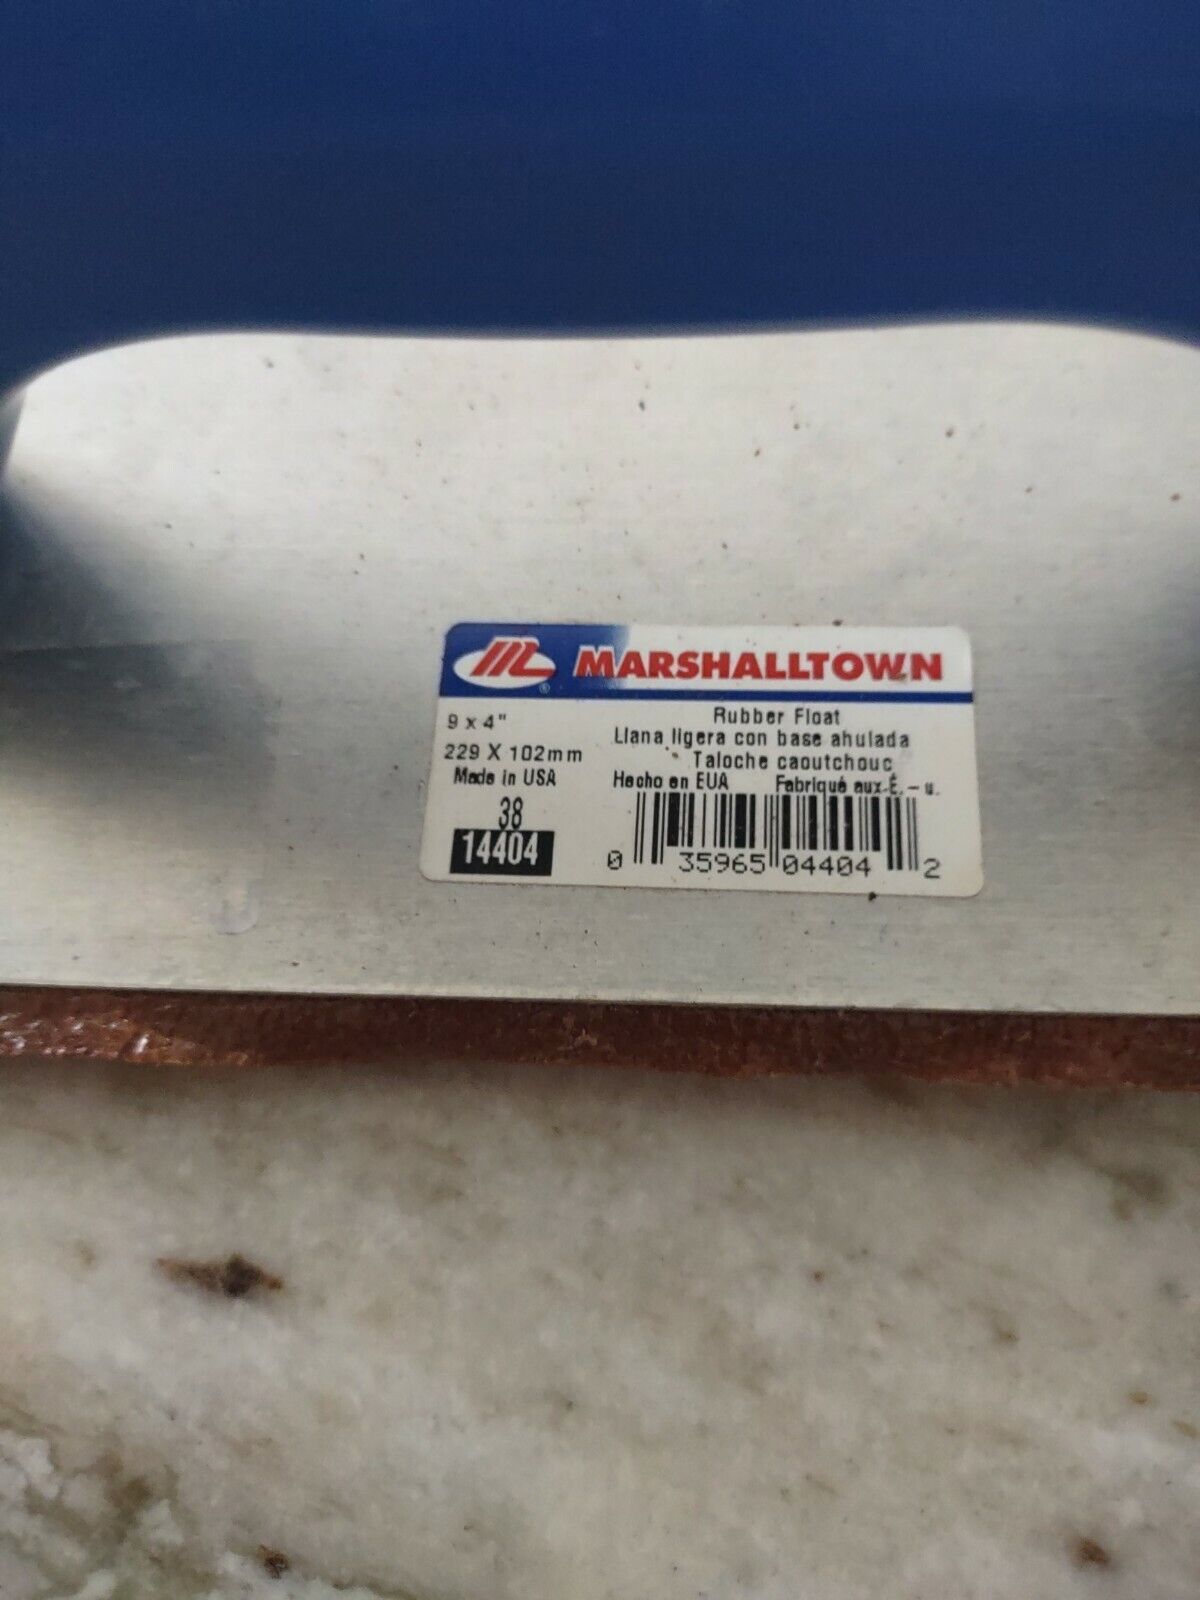 ML ® MARSHALLTOWN
9 x 4"
229 X 102mm
Made in USA
38
14404
Rubber Float
Llana ligera con base ahulada
Taloche caoutchouc
Hecho en EUA Fabriqué aux É. - u.
0 35965 04404 2